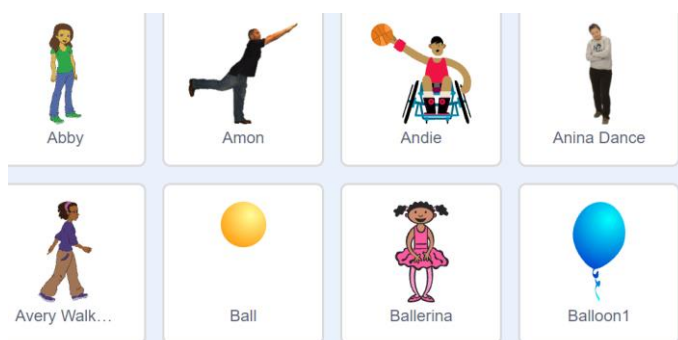 Abby
Amon
Andie
Anina Dance
Avery Walk...
Ball
Ballerina
Balloon1